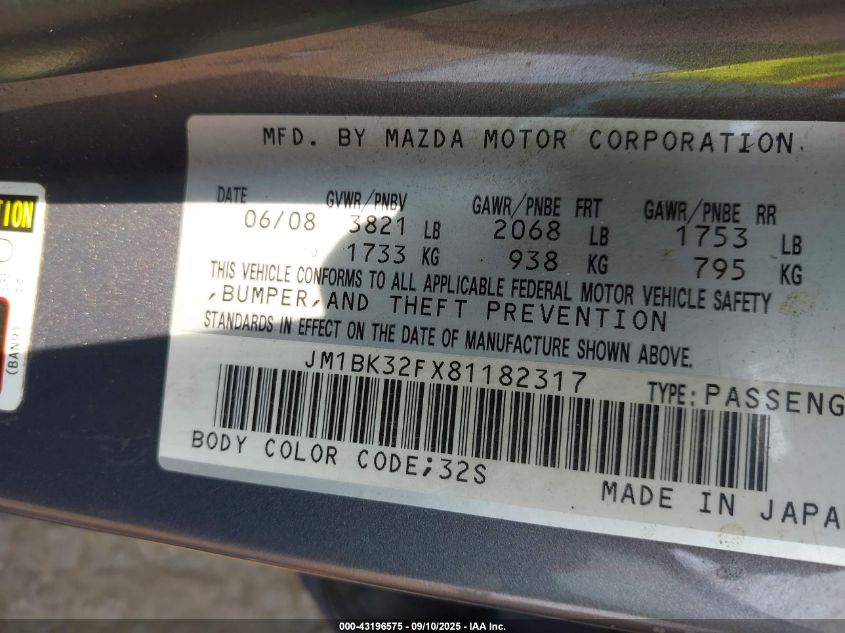 MFD. BY MAZDA MOTOR CORPORATION.
DATE GVWR/PNBV GAWR/PNBE FRT GAWR/PNBE RR
06/08 3821 LB 2068 LB 1753 LB
1733 KG 938 KG 795 KG
THIS VEHICLE CONFORMS TO ALL APPLICABLE FEDERAL MOTOR VEHICLE SAFETY
,BUMPER,AND THEFT PREVENTION
STANDARDS IN EFFECT ON THE DATE OF MANUFACTURE SHOWN ABOVE.
JM1BK32FX81182317 TYPE: PASSENG
BODY COLOR CODE;32S
MADE IN JAPA
TION
(BAN9)
000-43196575 - 09/10/2025 - IAA Inc.